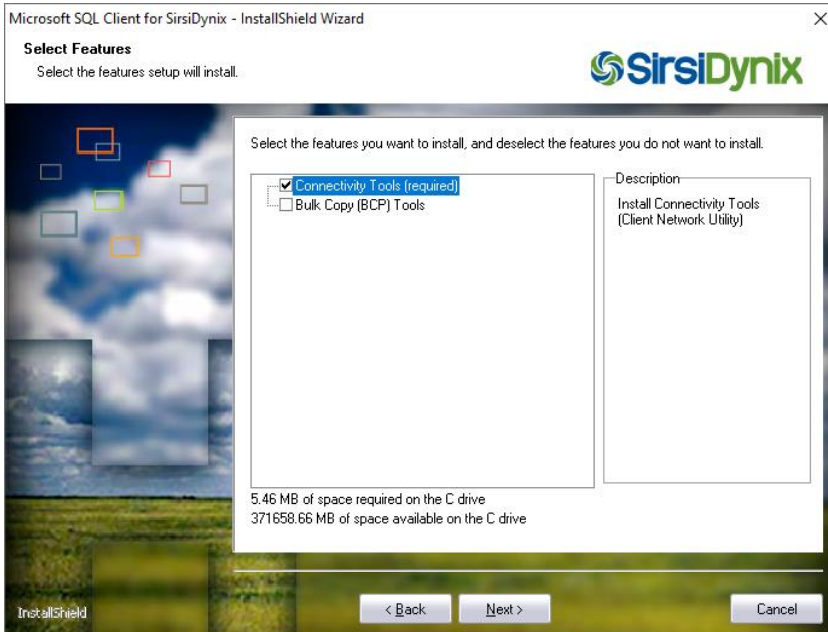 Microsoft SQL Client for SirsiDynix - InstallShield Wizard
Select Features
Select the features setup will install.
SirsiDynix
Select the features you want to install, and deselect the features you do not want to install.
Connectivity Tools (required)
Bulk Copy (BCP) Tools
Description
Install Connectivity Tools
(Client Network Utility)
5.46 MB of space required on the C drive
371658.66 MB of space available on the C drive
InstallShield
< Back
Next >
Cancel